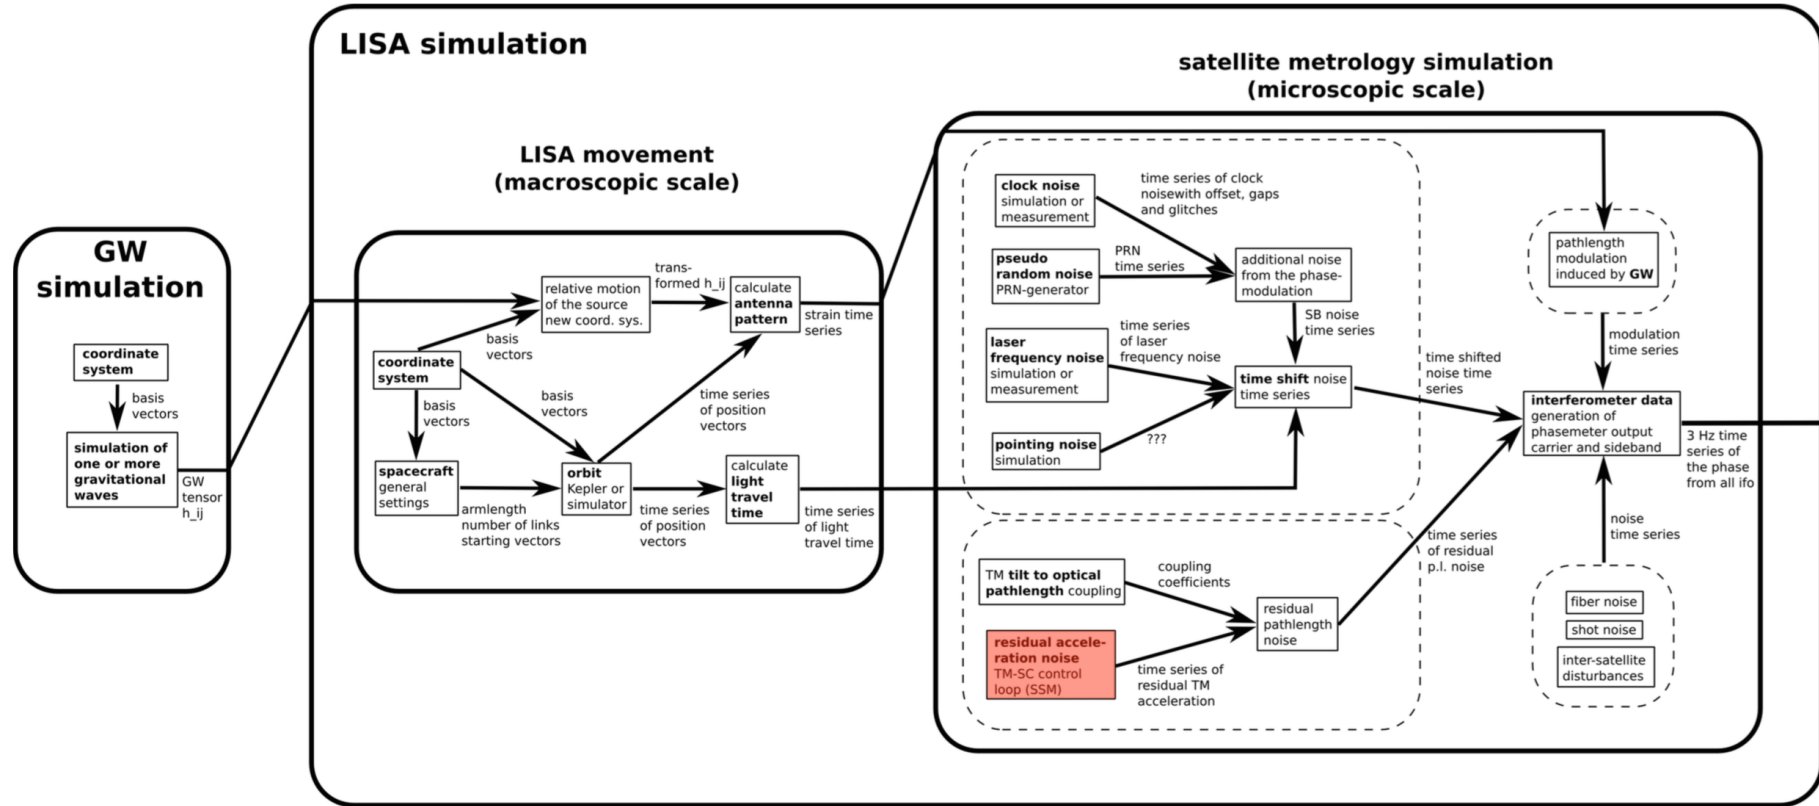 LISA simulation
satellite metrology simulation
(microscopic scale)
LISA movement
(macroscopic scale)
GW
simulation
coordinate
system
basis
vectors
simulation of
one or more
gravitational
waves
GW
tensor
h_ij
relative motion
of the source
new coord. sys.
trans-
formed h_ij
calculate
antenna
pattern
strain time
series
basis
vectors
coordinate
system
basis
vectors
basis
vectors
time series
of position
vectors
spacecraft
general
settings
armlength
number of links
starting vectors
orbit
Kepler or
simulator
time series
of position
vectors
calculate
light
travel
time
time series
of light
travel time
clock noise
simulation or
measurement
time series of clock
noisewith offset, gaps
and glitches
pseudo
random noise
PRN-generator
PRN
time series
additional noise
from the phase-
modulation
SB noise
time series
laser
frequency noise
simulation or
measurement
time series
of laser
frequency noise
time shift noise
time series
time shifted
noise time
series
pointing noise
simulation
???
pathlength
modulation
induced by GW
modulation
time series
interferometer data
generation of
phasemeter output
carrier and sideband
3 Hz time
series of
the phase
from all ifo
noise
time series
TM tilt to optical
pathlength coupling
coupling
coefficients
residual
pathlength
noise
time series
of residual
p.l. noise
residual accele-
ration noise
TM-SC control
loop (SSM)
time series of
residual TM
acceleration
fiber noise
shot noise
inter-satellite
disturbances